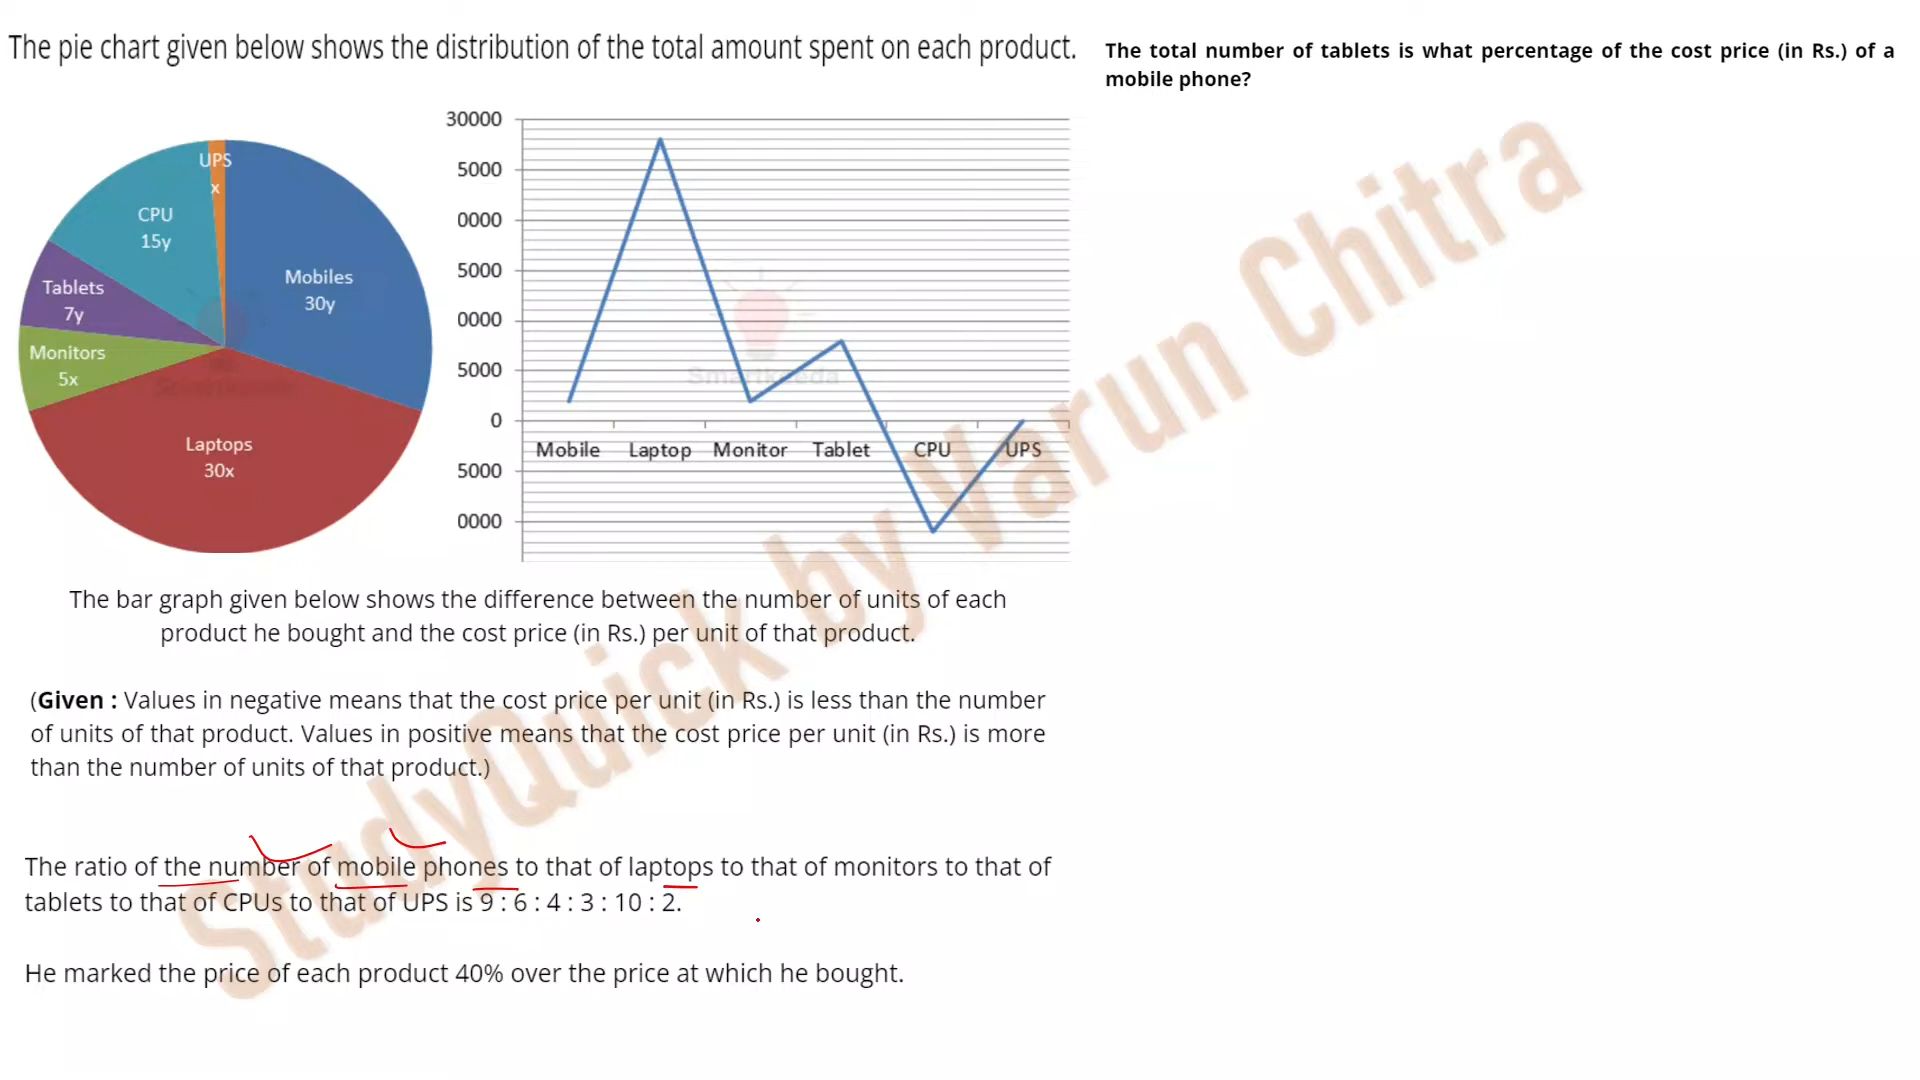 The pie chart given below shows the distribution of the total amount spent on each product.
The total number of tablets is what percentage of the cost price (in Rs.) of a
mobile phone?
UPS
x
CPU
15y
Tablets
7y
Monitors
5x
Mobiles
30y
Laptops
30x
30000
5000
0000
5000
0000
5000
0
5000
0000
Mobile Laptop Monitor Tablet CPU UPS
Smartkeeda
The bar graph given below shows the difference between the number of units of each
product he bought and the cost price (in Rs.) per unit of that product.
(Given : Values in negative means that the cost price per unit (in Rs.) is less than the number
of units of that product. Values in positive means that the cost price per unit (in Rs.) is more
than the number of units of that product.)
The ratio of the number of mobile phones to that of laptops to that of monitors to that of
tablets to that of CPUs to that of UPS is 9 : 6 : 4 : 3 : 10 : 2.
He marked the price of each product 40% over the price at which he bought.
StudyQuick by Varun Chitra